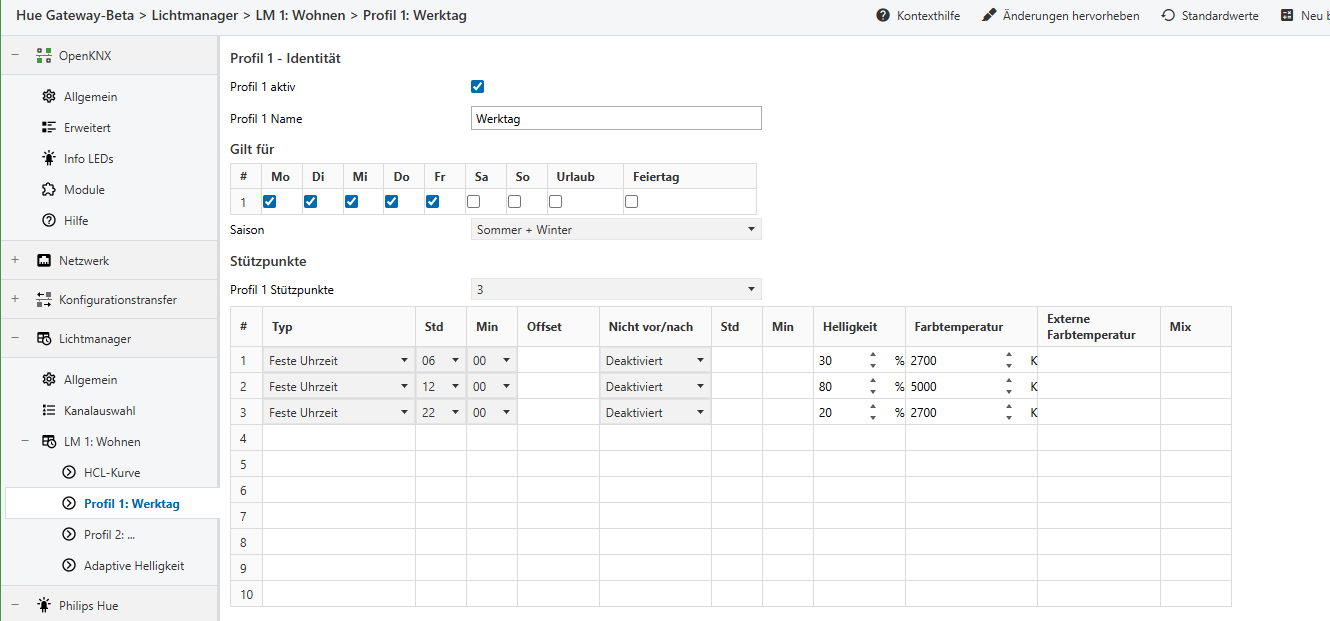 Hue Gateway-Beta > Lichtmanager > LM 1: Wohnen > Profil 1: Werktag
Kontexthilfe
Änderungen hervorheben
Standardwerte
Neu b
OpenKNX
Allgemein
Erweitert
Info LEDs
Module
Hilfe
Netzwerk
Konfigurationstransfer
Lichtmanager
Allgemein
Kanalauswahl
LM 1: Wohnen
HCL-Kurve
Profil 1: Werktag
Profil 2: ...
Adaptive Helligkeit
Philips Hue
Profil 1 - Identität
Profil 1 aktiv
Profil 1 Name Werktag
Gilt für
# Mo Di Mi Do Fr Sa So Urlaub Feiertag
1
Saison Sommer + Winter
Stützpunkte
Profil 1 Stützpunkte 3
# Typ Std Min Offset Nicht vor/nach Std Min Helligkeit Farbtemperatur Externe Farbtemperatur Mix
1 Feste Uhrzeit 06 00 Deaktiviert 30 % 2700 K
2 Feste Uhrzeit 12 00 Deaktiviert 80 % 5000 K
3 Feste Uhrzeit 22 00 Deaktiviert 20 % 2700 K
4
5
6
7
8
9
10